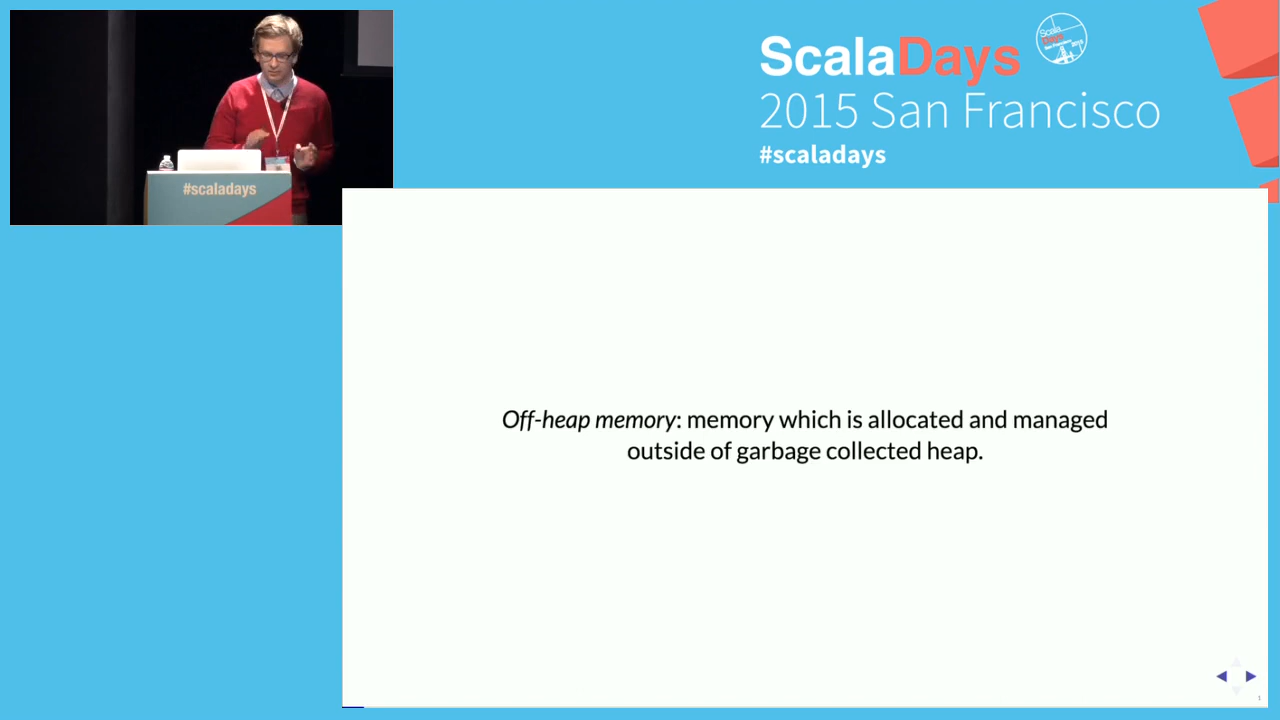 ScalaDays
2015 San Francisco
#scaladays
#scaladays
Off-heap memory: memory which is allocated and managed
outside of garbage collected heap.